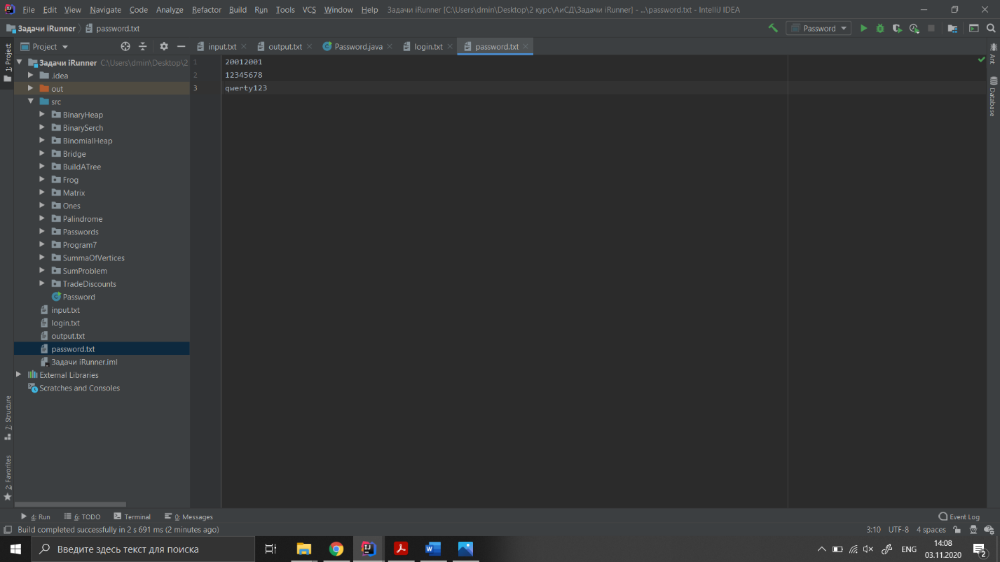 File Edit View Navigate Code Analyze Refactor Build Run Tools VCS Window Help Задачи iRunner [C:\Users\dmin\Desktop\2 курс\АиСД\Задачи iRunner] - ...\password.txt - IntelliJ IDEA
Задачи iRunner password.txt Password
1: Project
Project
input.txt output.txt Password.java login.txt password.txt
Задачи iRunner C:\Users\dmin\Desktop\2
.idea
out
src
BinaryHeap
BinarySerch
BinomialHeap
Bridge
BuildATree
Frog
Matrix
Ones
Palindrome
Passwords
Program7
SummaOfVertices
SumProblem
TradeDiscounts
Password
input.txt
login.txt
output.txt
password.txt
Задачи iRunner.iml
External Libraries
Scratches and Consoles
1 20012001
2 12345678
3 qwerty123
Ant
Database
7: Structure
2: Favorites
4: Run 6: TODO Terminal 0: Messages Event Log
Build completed successfully in 2 s 691 ms (2 minutes ago) 3:10 UTF-8 4 spaces
Введите здесь текст для поиска
ENG
14:08
03.11.2020
2